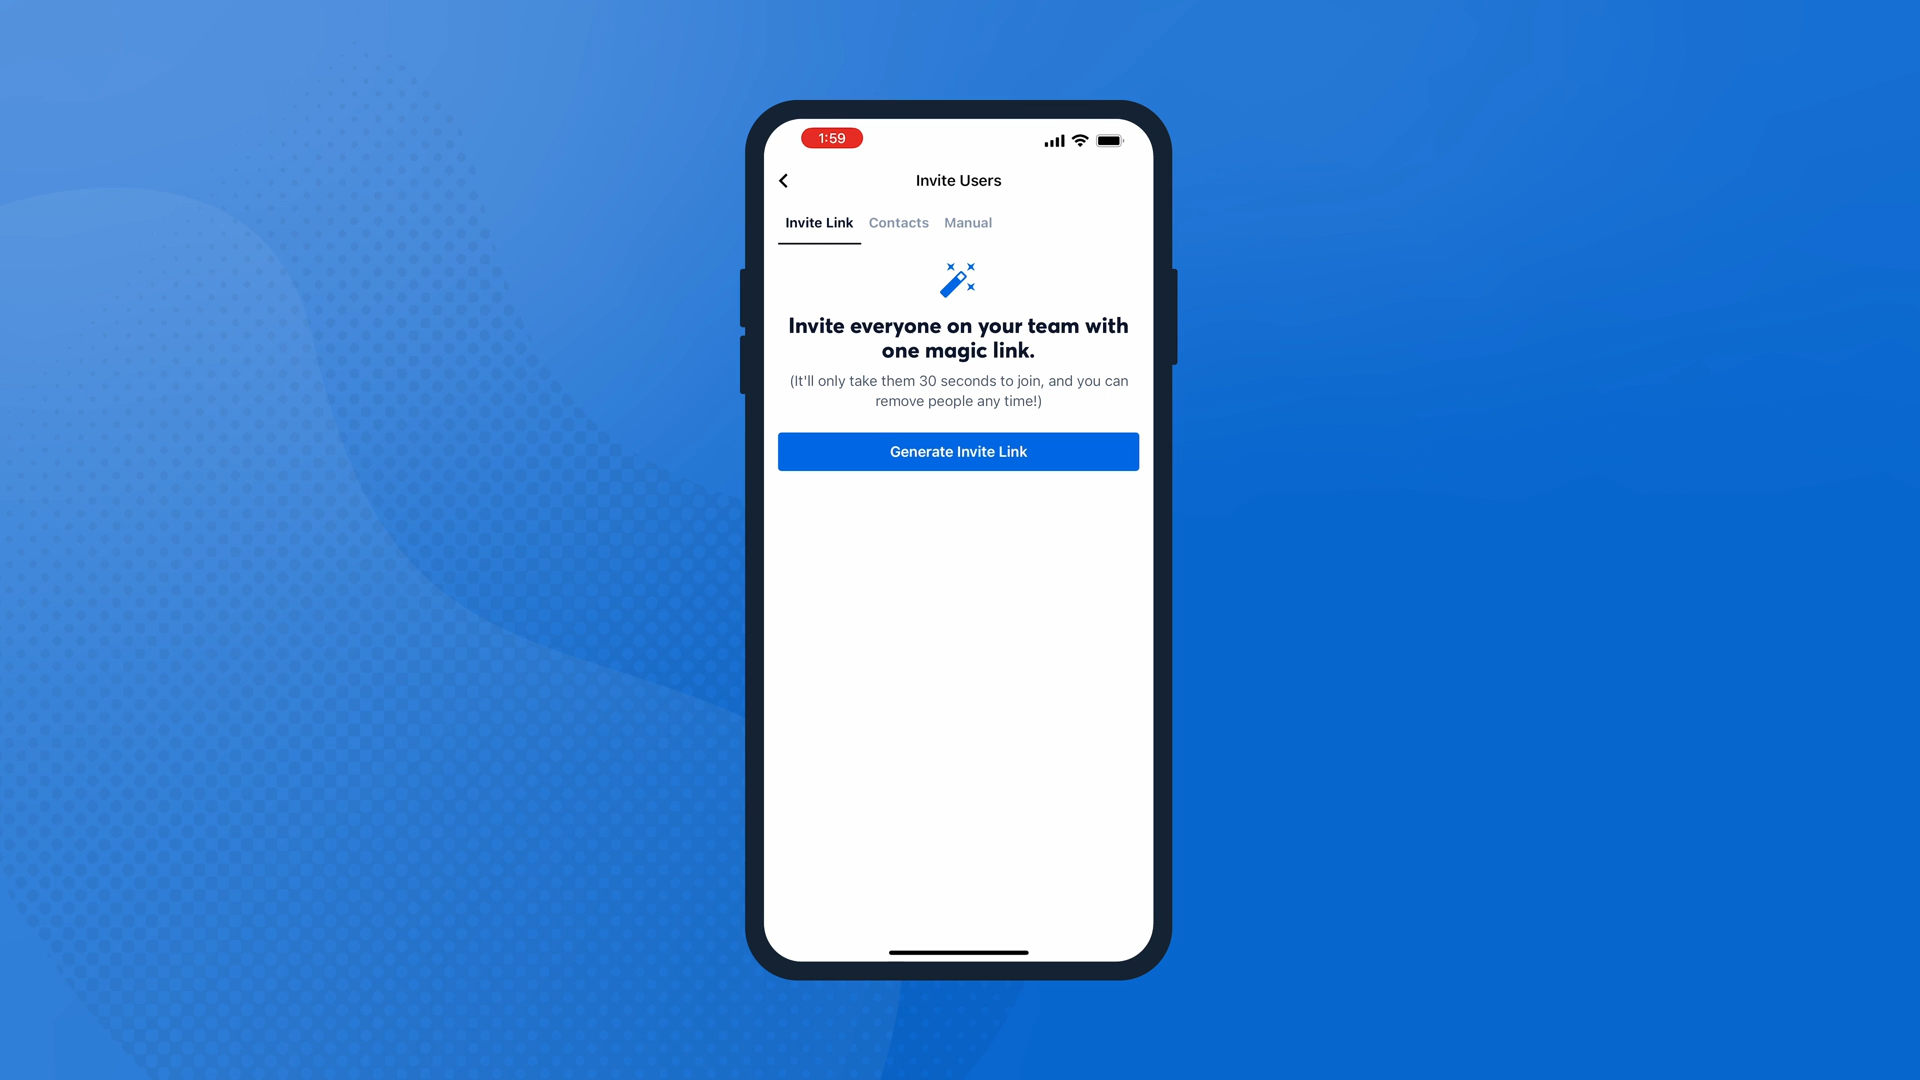 1:59
Invite Users
Invite Link Contacts Manual
Invite everyone on your team with
one magic link.
(It'll only take them 30 seconds to join, and you can
remove people any time!)
Generate Invite Link